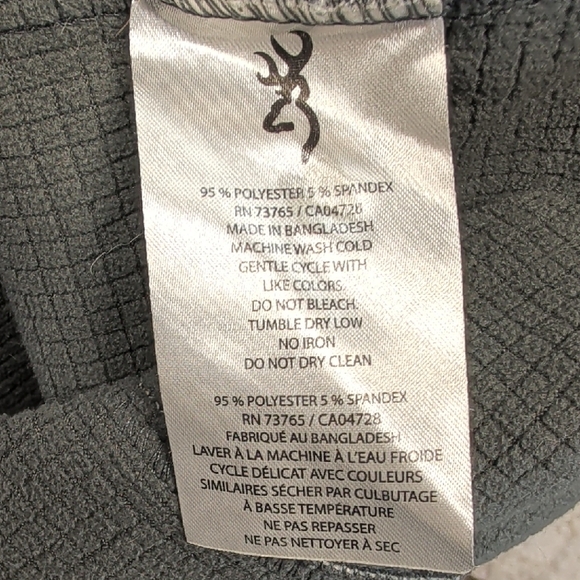 95 % POLYESTER 5 % SPANDEX
RN 73765 / CA04728
MADE IN BANGLADESH
MACHINE WASH COLD
GENTLE CYCLE WITH
LIKE COLORS.
DO NOT BLEACH.
TUMBLE DRY LOW
NO IRON
DO NOT DRY CLEAN
95 % POLYESTER 5 % SPANDEX
RN 73765 / CA04728
FABRIQUÉ AU BANGLADESH
LAVER À LA MACHINE À L'EAU FROIDE
CYCLE DÉLICAT AVEC COULEURS
SIMILAIRES SÉCHER PAR CULBUTAGE
À BASSE TEMPÉRATURE
NE PAS REPASSER
NE PAS NETTOYER À SEC